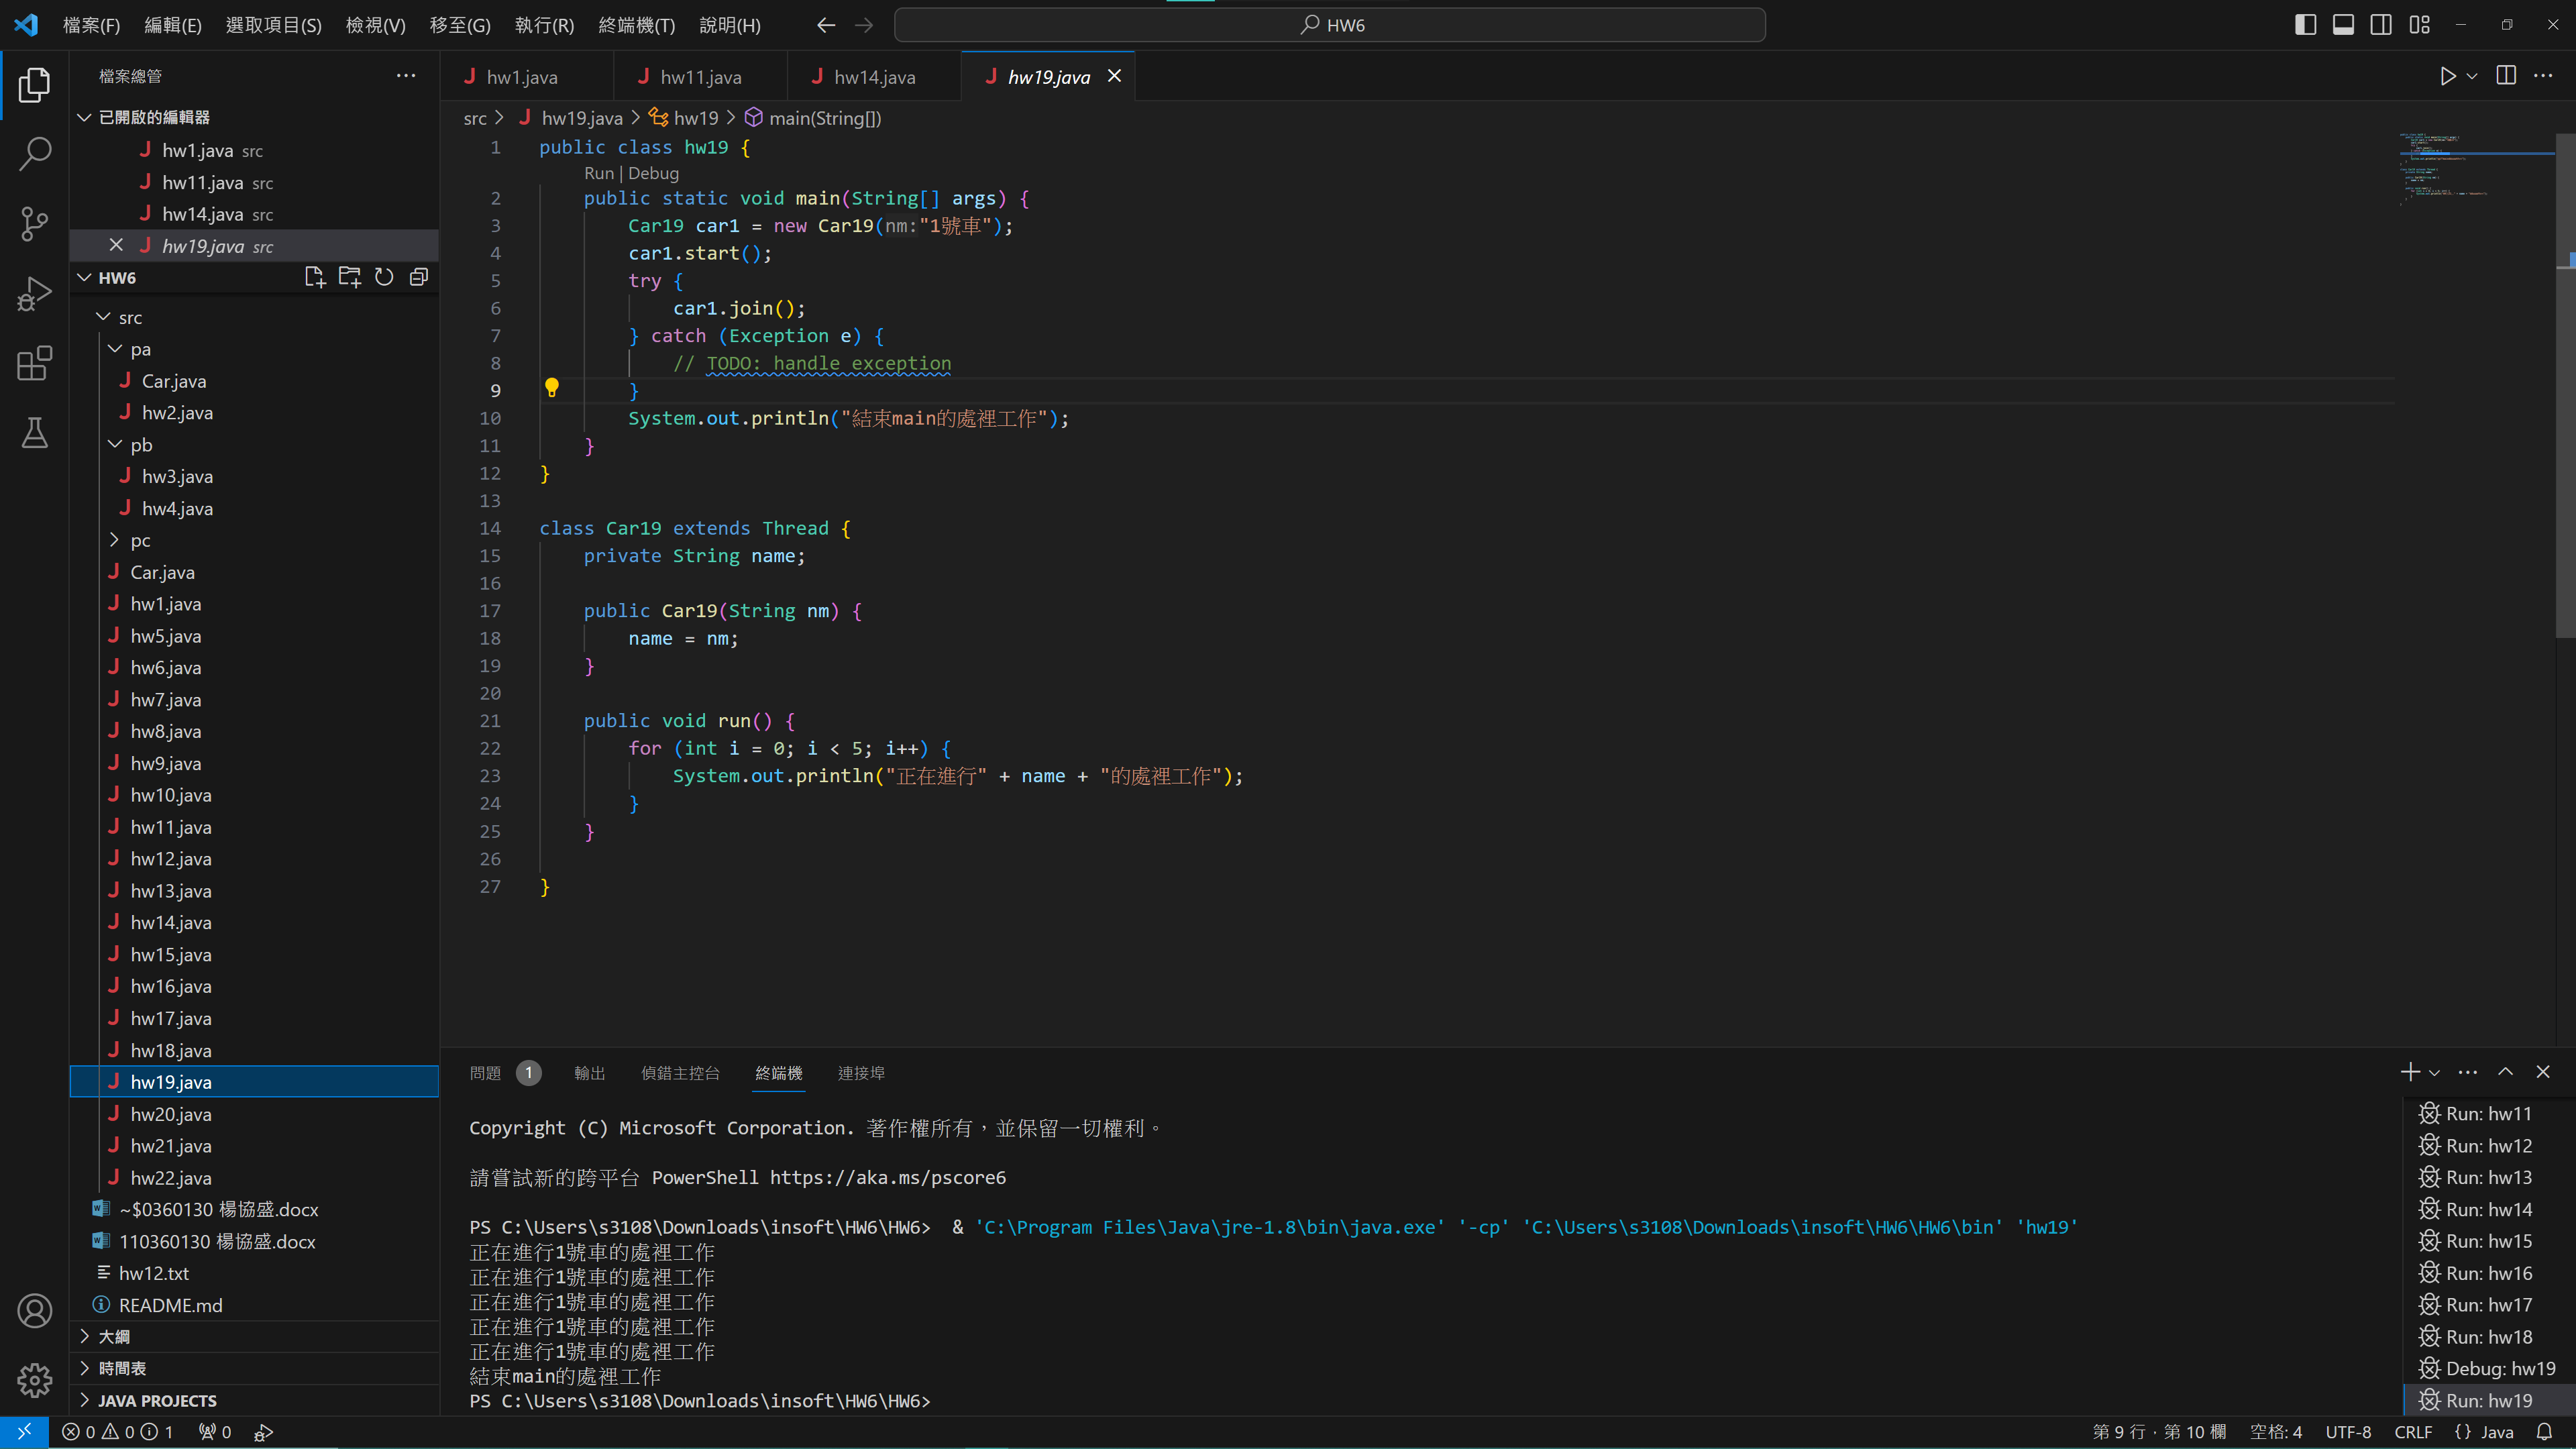 檔案(F) 編輯(E) 選取項目(S) 檢視(V) 移至(G) 執行(R) 終端機(T) 說明(H) HW6
檔案總管
已開啟的編輯器
hw1.java src
hw11.java src
hw14.java src
hw19.java src
HW6
src
pa
Car.java
hw2.java
pb
hw3.java
hw4.java
pc
Car.java
hw1.java
hw5.java
hw6.java
hw7.java
hw8.java
hw9.java
hw10.java
hw11.java
hw12.java
hw13.java
hw14.java
hw15.java
hw16.java
hw17.java
hw18.java
hw19.java
hw20.java
hw21.java
hw22.java
~$0360130 楊協盛.docx
110360130 楊協盛.docx
hw12.txt
README.md
大綱
時間表
JAVA PROJECTS
hw1.java hw11.java hw14.java hw19.java
src > hw19.java > hw19 > main(String[])
1 public class hw19 {
Run | Debug
2 public static void main(String[] args) {
3 Car19 car1 = new Car19(nm:"1號車");
4 car1.start();
5 try {
6 car1.join();
7 } catch (Exception e) {
8 // TODO: handle exception
9 }
10 System.out.println("結束main的處裡工作");
11 }
12 }
13
14 class Car19 extends Thread {
15 private String name;
16
17 public Car19(String nm) {
18 name = nm;
19 }
20
21 public void run() {
22 for (int i = 0; i < 5; i++) {
23 System.out.println("正在進行" + name + "的處裡工作");
24 }
25 }
26
27 }
問題 1 輸出 偵錯主控台 終端機 連接埠
Copyright (C) Microsoft Corporation. 著作權所有，並保留一切權利。
請嘗試新的跨平台 PowerShell https://aka.ms/pscore6
PS C:\Users\s3108\Downloads\insoft\HW6\HW6> & 'C:\Program Files\Java\jre-1.8\bin\java.exe' '-cp' 'C:\Users\s3108\Downloads\insoft\HW6\HW6\bin' 'hw19'
正在進行1號車的處裡工作
正在進行1號車的處裡工作
正在進行1號車的處裡工作
正在進行1號車的處裡工作
正在進行1號車的處裡工作
結束main的處裡工作
PS C:\Users\s3108\Downloads\insoft\HW6\HW6>
Run: hw11
Run: hw12
Run: hw13
Run: hw14
Run: hw15
Run: hw16
Run: hw17
Run: hw18
Debug: hw19
Run: hw19
0 0 1 0 第 9 行，第 10 欄 空格: 4 UTF-8 CRLF {} Java